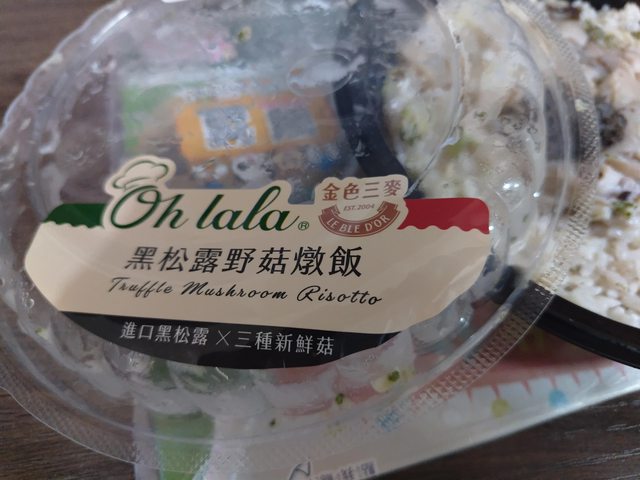 Oh lala®
金色三麥
EST. 2004
LE BLE D'OR
黑松露野菇燉飯
Truffle Mushroom Risotto
進口黑松露×三種新鮮菇